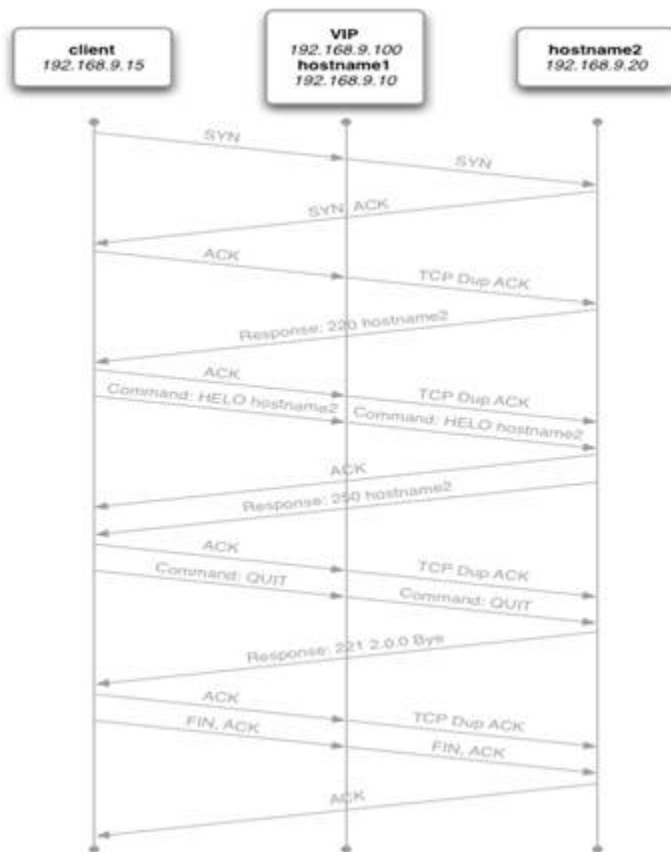 client
192.168.9.15
VIP
192.168.9.100
hostname1
192.168.9.10
hostname2
192.168.9.20
SYN
SYN
SYN, ACK
ACK
TCP Dup ACK
Response: 220 hostname2
ACK
TCP Dup ACK
Command: HELO hostname2
Command: HELO hostname2
ACK
Response: 250 hostname2
ACK
TCP Dup ACK
Command: QUIT
Command: QUIT
Response: 221 2.0.0 Bye
ACK
TCP Dup ACK
FIN, ACK
FIN, ACK
ACK